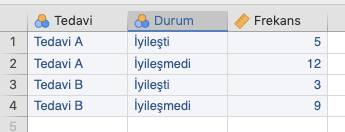 Tedavi Durum Frekans
1 Tedavi A İyileşti 5
2 Tedavi A İyileşmedi 12
3 Tedavi B İyileşti 3
4 Tedavi B İyileşmedi 9
5